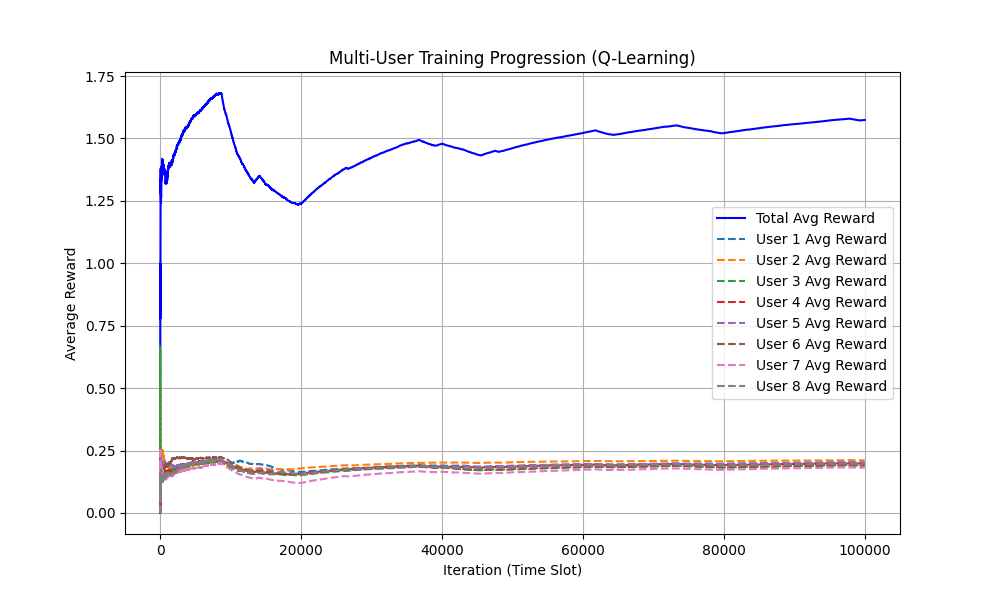 Multi-User Training Progression (Q-Learning)
1.75
1.50
1.25
1.00
0.75
0.50
0.25
0.00
Average Reward
Total Avg Reward
User 1 Avg Reward
User 2 Avg Reward
User 3 Avg Reward
User 4 Avg Reward
User 5 Avg Reward
User 6 Avg Reward
User 7 Avg Reward
User 8 Avg Reward
0 20000 40000 60000 80000 100000
Iteration (Time Slot)